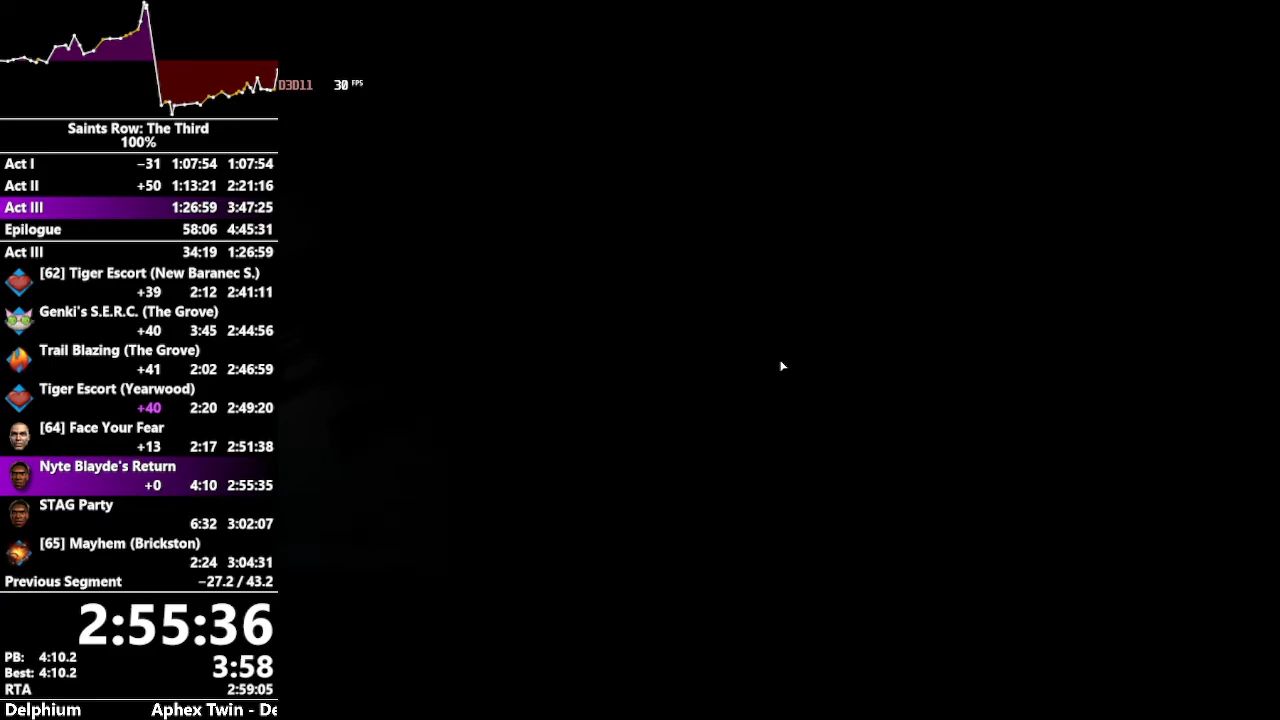 D3D11 30 FPS
Saints Row: The Third
100%
Act I −31 1:07:54 1:07:54
Act II +50 1:13:21 2:21:16
Act III 1:26:59 3:47:25
Epilogue 58:06 4:45:31
Act III 34:19 1:26:59
[62] Tiger Escort (New Baranec S.)
+39 2:12 2:41:11
Genki's S.E.R.C. (The Grove)
+40 3:45 2:44:56
Trail Blazing (The Grove)
+41 2:02 2:46:59
Tiger Escort (Yearwood)
+40 2:20 2:49:20
[64] Face Your Fear
+13 2:17 2:51:38
Nyte Blayde's Return
+0 4:10 2:55:35
STAG Party
6:32 3:02:07
[65] Mayhem (Brickston)
2:24 3:04:31
Previous Segment −27.2 / 43.2
2:55:36
PB: 4:10.2
3:58
Best: 4:10.2
RTA 2:59:05
Delphium Aphex Twin - De